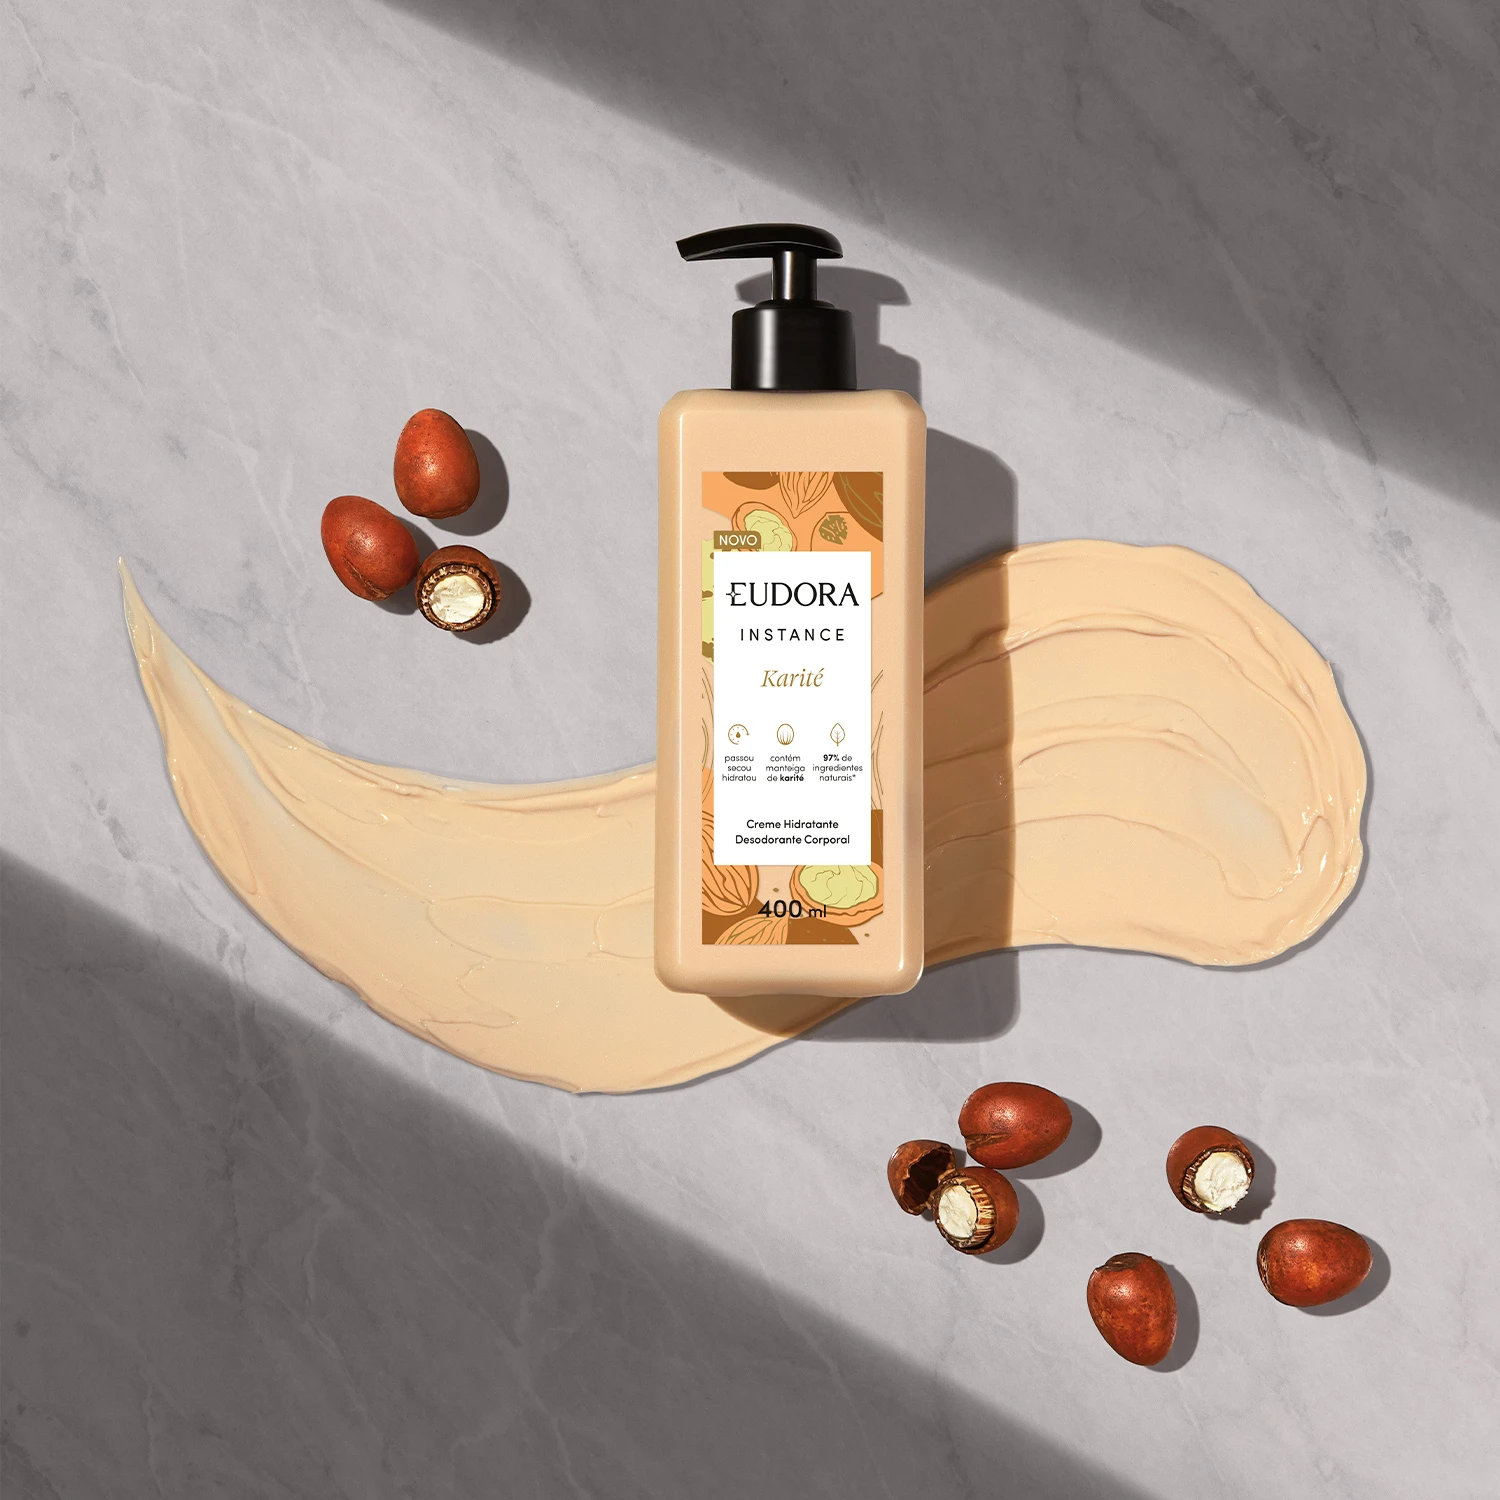 NOVO
EUDORA
INSTANCE
Karité
passou
secou
hidratou
contém
manteiga
de karité
97% de
ingredientes
naturais*
Creme Hidratante
Desodorante Corporal
400 ml